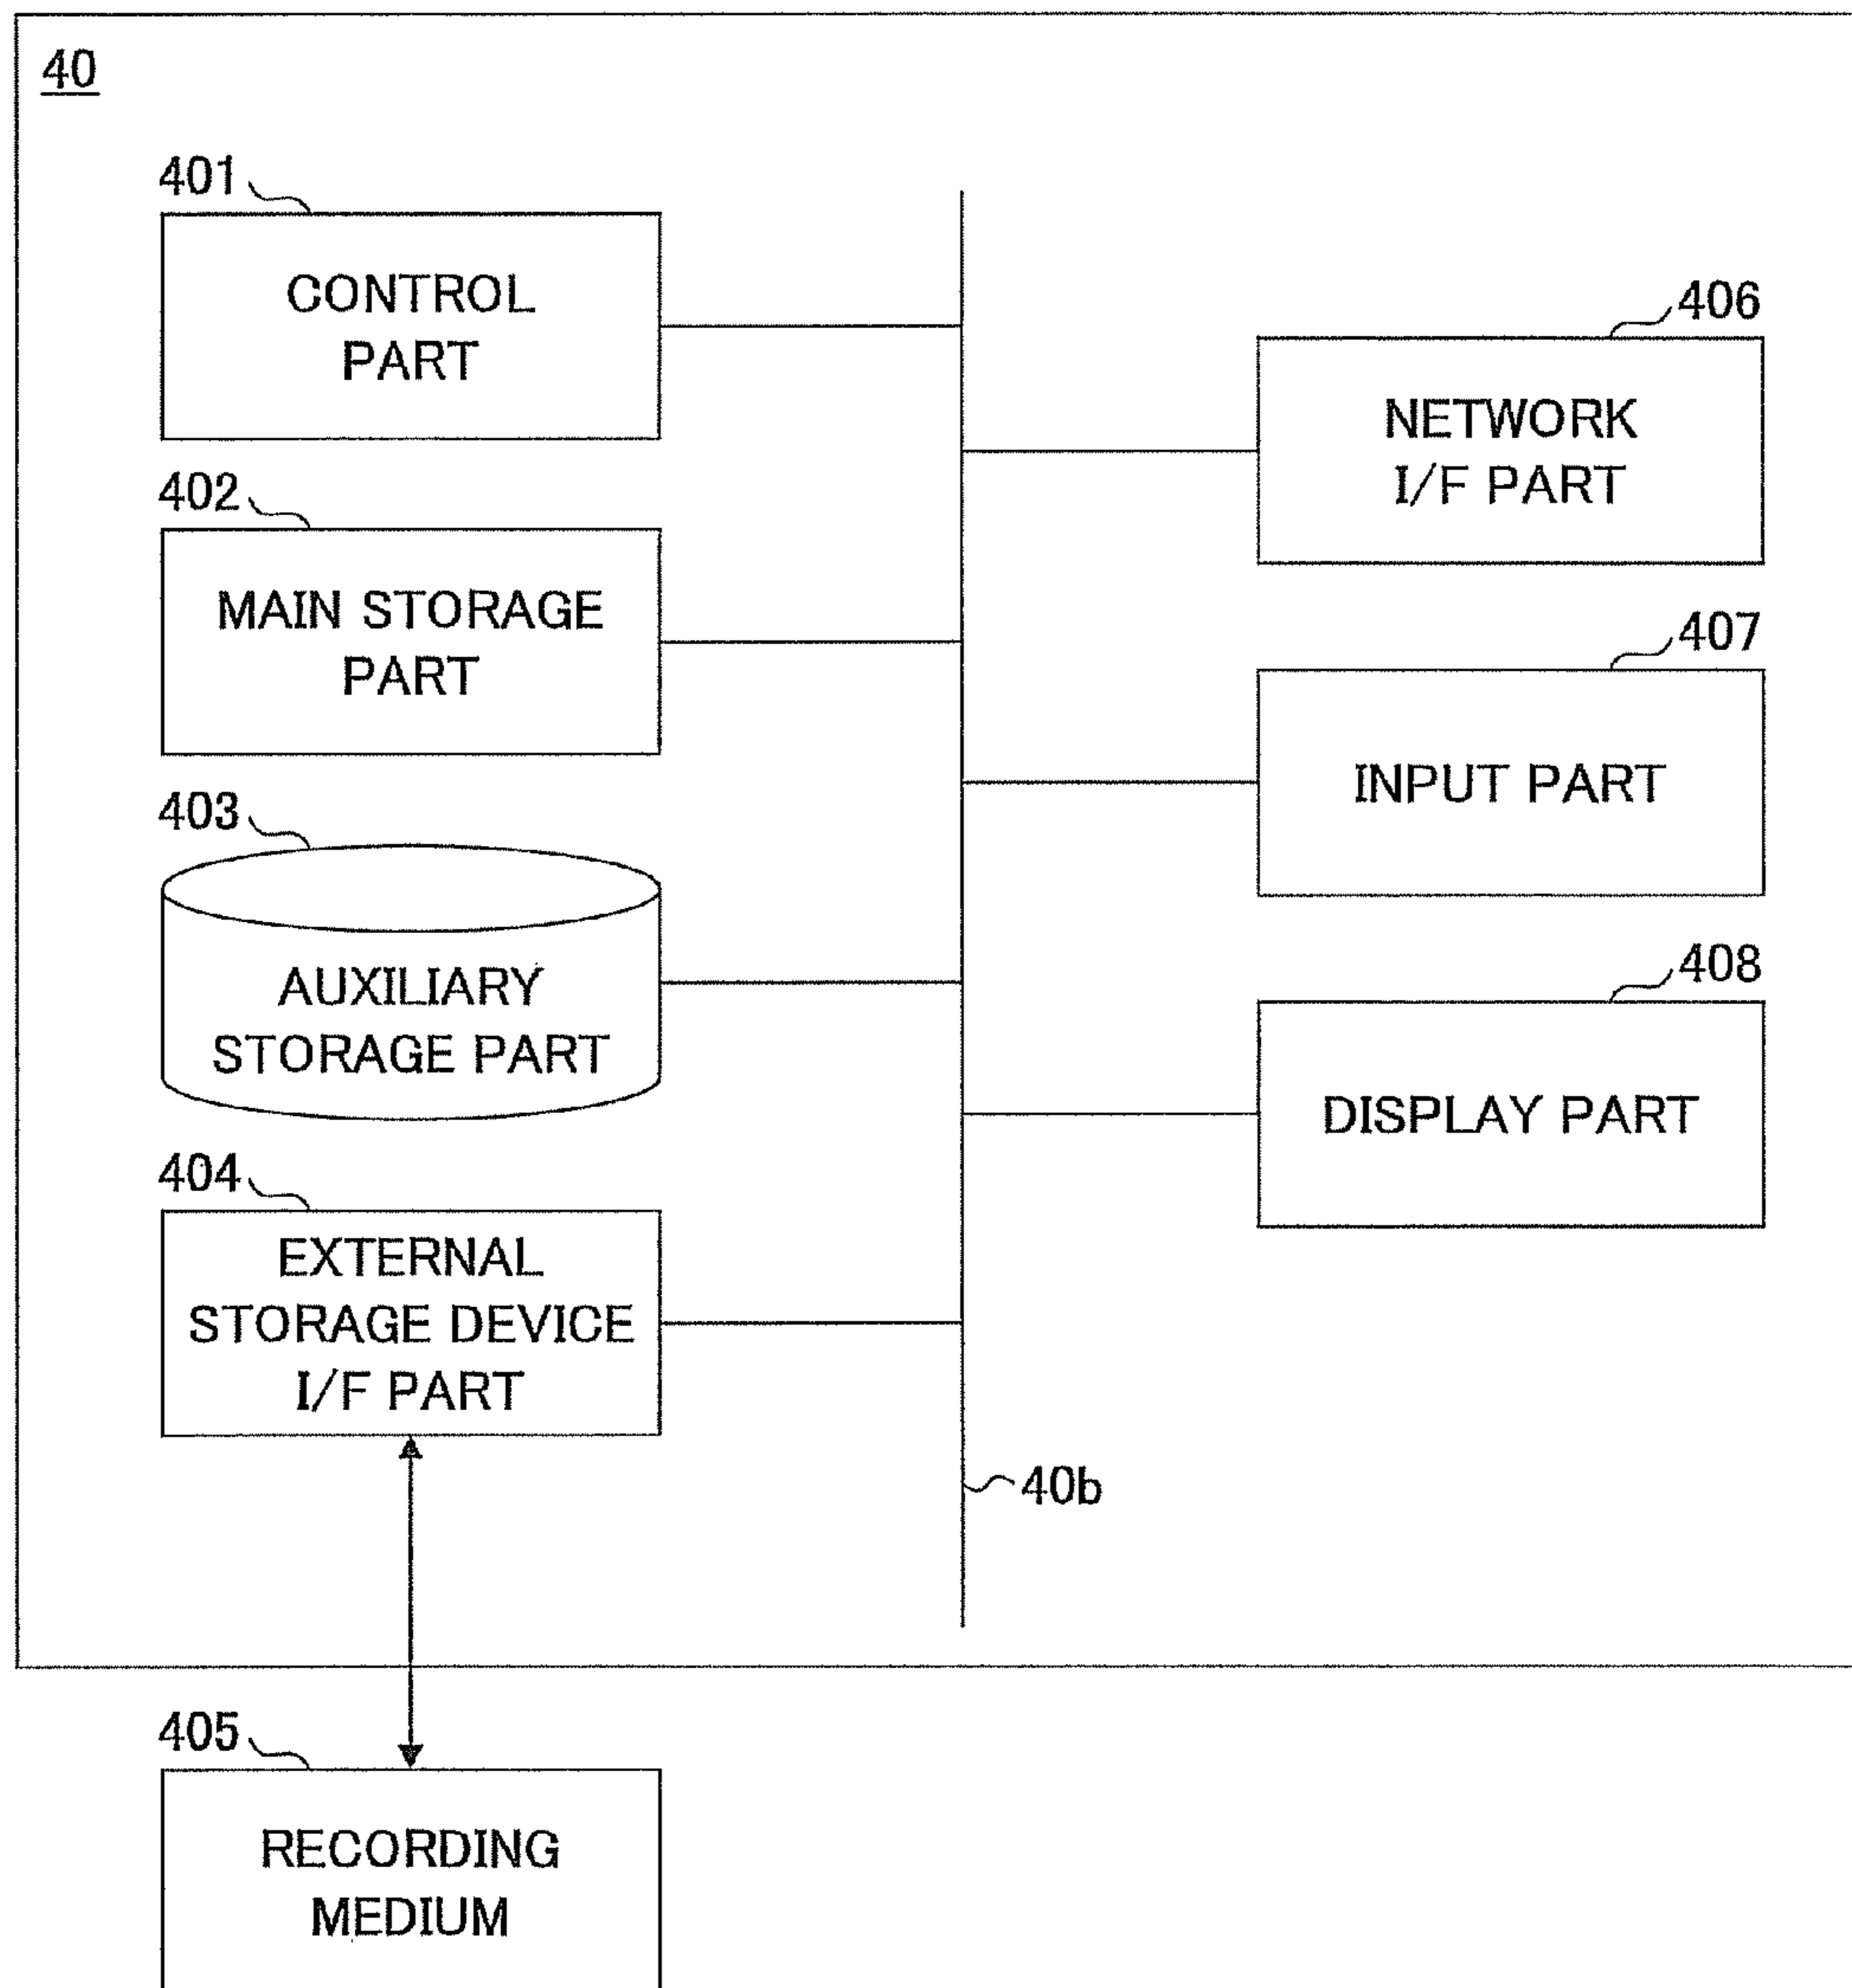 40
401
CONTROL
PART
402
MAIN STORAGE
PART
403
AUXILIARY
STORAGE PART
404
EXTERNAL
STORAGE DEVICE
I/F PART
405
RECORDING
MEDIUM
406
NETWORK
I/F PART
407
INPUT PART
408
DISPLAY PART
40b